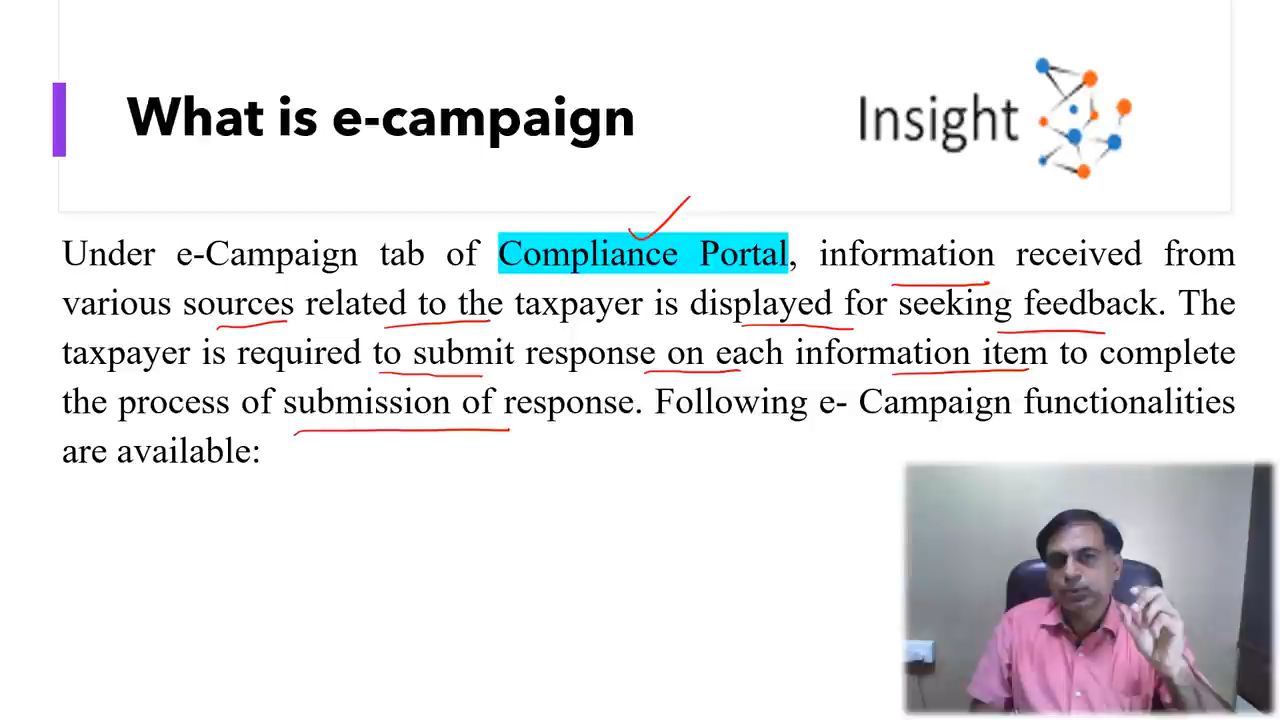 What is e-campaign
Insight
Under e-Campaign tab of Compliance Portal, information received from
various sources related to the taxpayer is displayed for seeking feedback. The
taxpayer is required to submit response on each information item to complete
the process of submission of response. Following e- Campaign functionalities
are available: